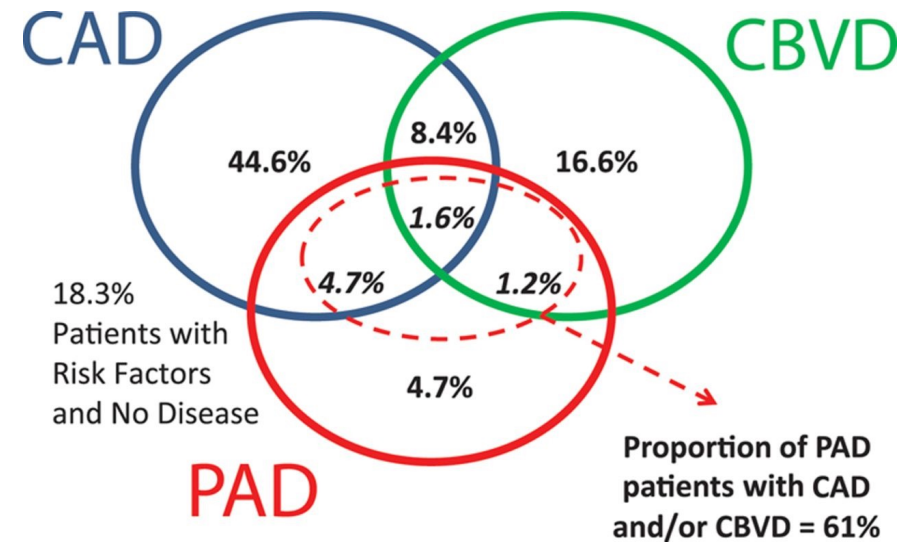 CAD
CBVD
8.4%
44.6%
16.6%
1.6%
4.7%
1.2%
18.3%
Patients with
Risk Factors
and No Disease
4.7%
PAD
Proportion of PAD
patients with CAD
and/or CBVD = 61%